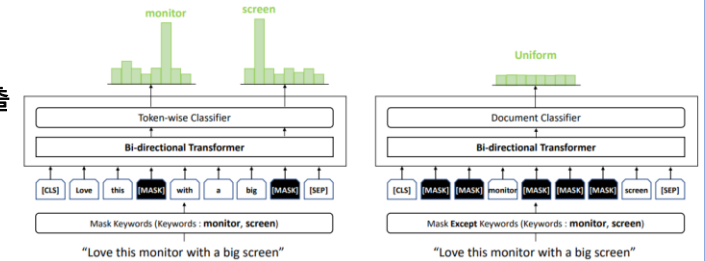 monitor
screen
Token-wise Classifier
Bi-directional Transformer
[CLS] Love this [MASK] with a big [MASK] [SEP]
Mask Keywords (Keywords : monitor, screen)
"Love this monitor with a big screen"
Uniform
Document Classifier
Bi-directional Transformer
[CLS] [MASK] [MASK] monitor [MASK] [MASK] [MASK] screen [SEP]
Mask Except Keywords (Keywords : monitor, screen)
"Love this monitor with a big screen"